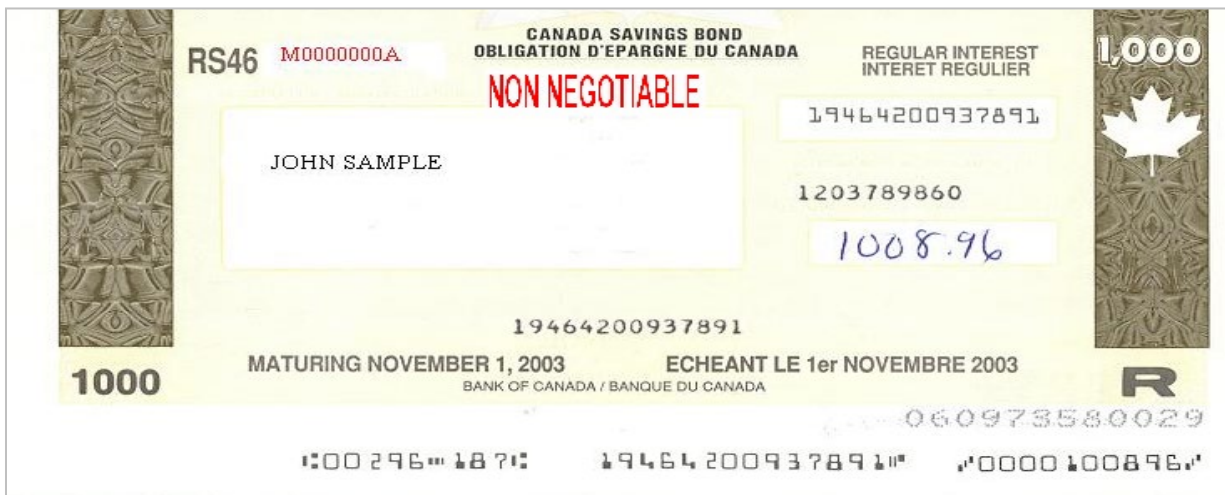 CANADA SAVINGS BOND
OBLIGATION D'EPARGNE DU CANADA
RS46 M0000000A
REGULAR INTEREST
INTERET REGULIER
1,000
NON NEGOTIABLE
19464200937891
JOHN SAMPLE
1203789860
1008.96
19464200937891
MATURING NOVEMBER 1, 2003 ECHEANT LE 1er NOVEMBRE 2003
1000 BANK OF CANADA / BANQUE DU CANADA R
060973580029
⑆00296⑉187⑆ 19464200937891⑈ ⑇0000100896⑇